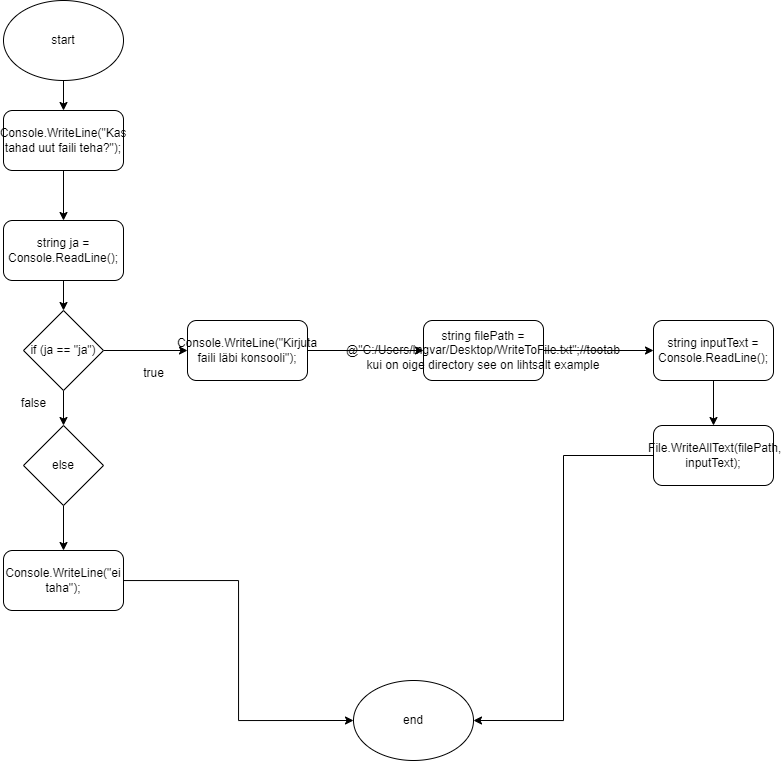 start
Console.WriteLine("Kas
tahad uut faili teha?");
string ja =
Console.ReadLine();
if (ja == "ja")
true
false
Console.WriteLine("Kirjuta
faili läbi konsooli");
string filePath =
@"C:/Users/Ingvar/Desktop/WriteToFile.txt";//tootab
kui on oige directory see on lihtsalt example
string inputText =
Console.ReadLine();
File.WriteAllText(filePath,
inputText);
else
Console.WriteLine("ei
taha");
end